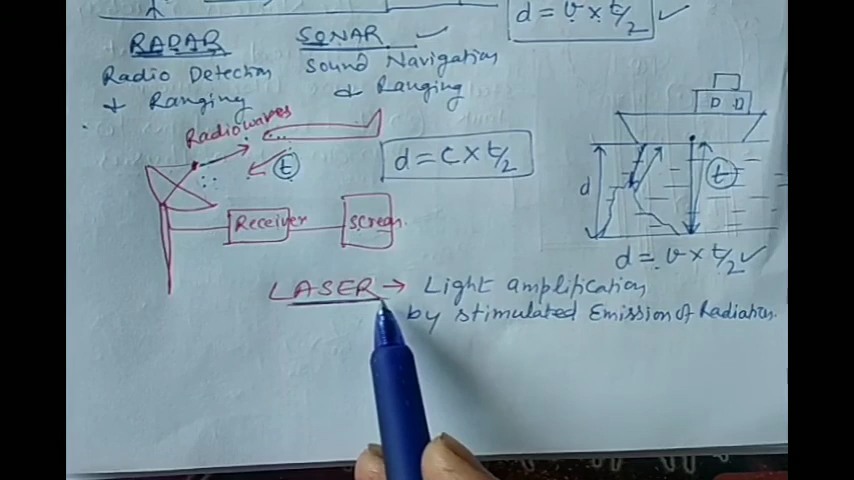 d = v × t/2
RADAR
Radio Detection
& Ranging
SONAR
Sound Navigation
& Ranging
Radiowaves
t
d = c × t/2
Receiver
Screen
D D
d
t
d = v × t/2
LASER → Light amplification
by stimulated Emission of Radiation.